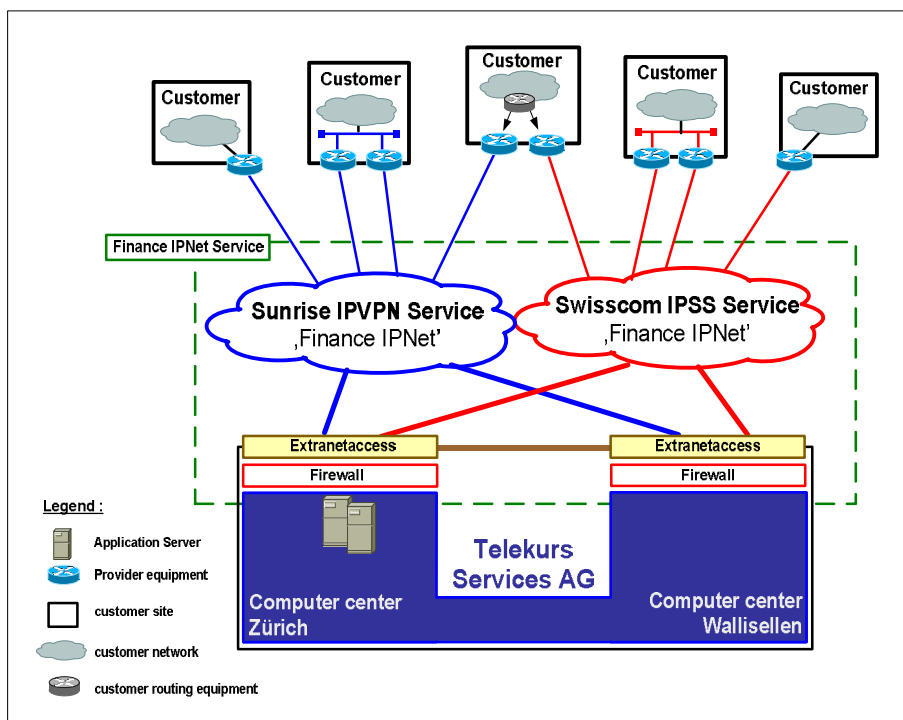 Customer
Customer
Customer
Customer
Customer
Finance IPNet Service
Sunrise IPVPN Service
‚Finance IPNet'
Swisscom IPSS Service
‚Finance IPNet'
Extranetaccess
Extranetaccess
Firewall
Firewall
Legend :
Application Server
Provider equipment
customer site
customer network
customer routing equipment
Telekurs
Services AG
Computer center
Zürich
Computer center
Wallisellen